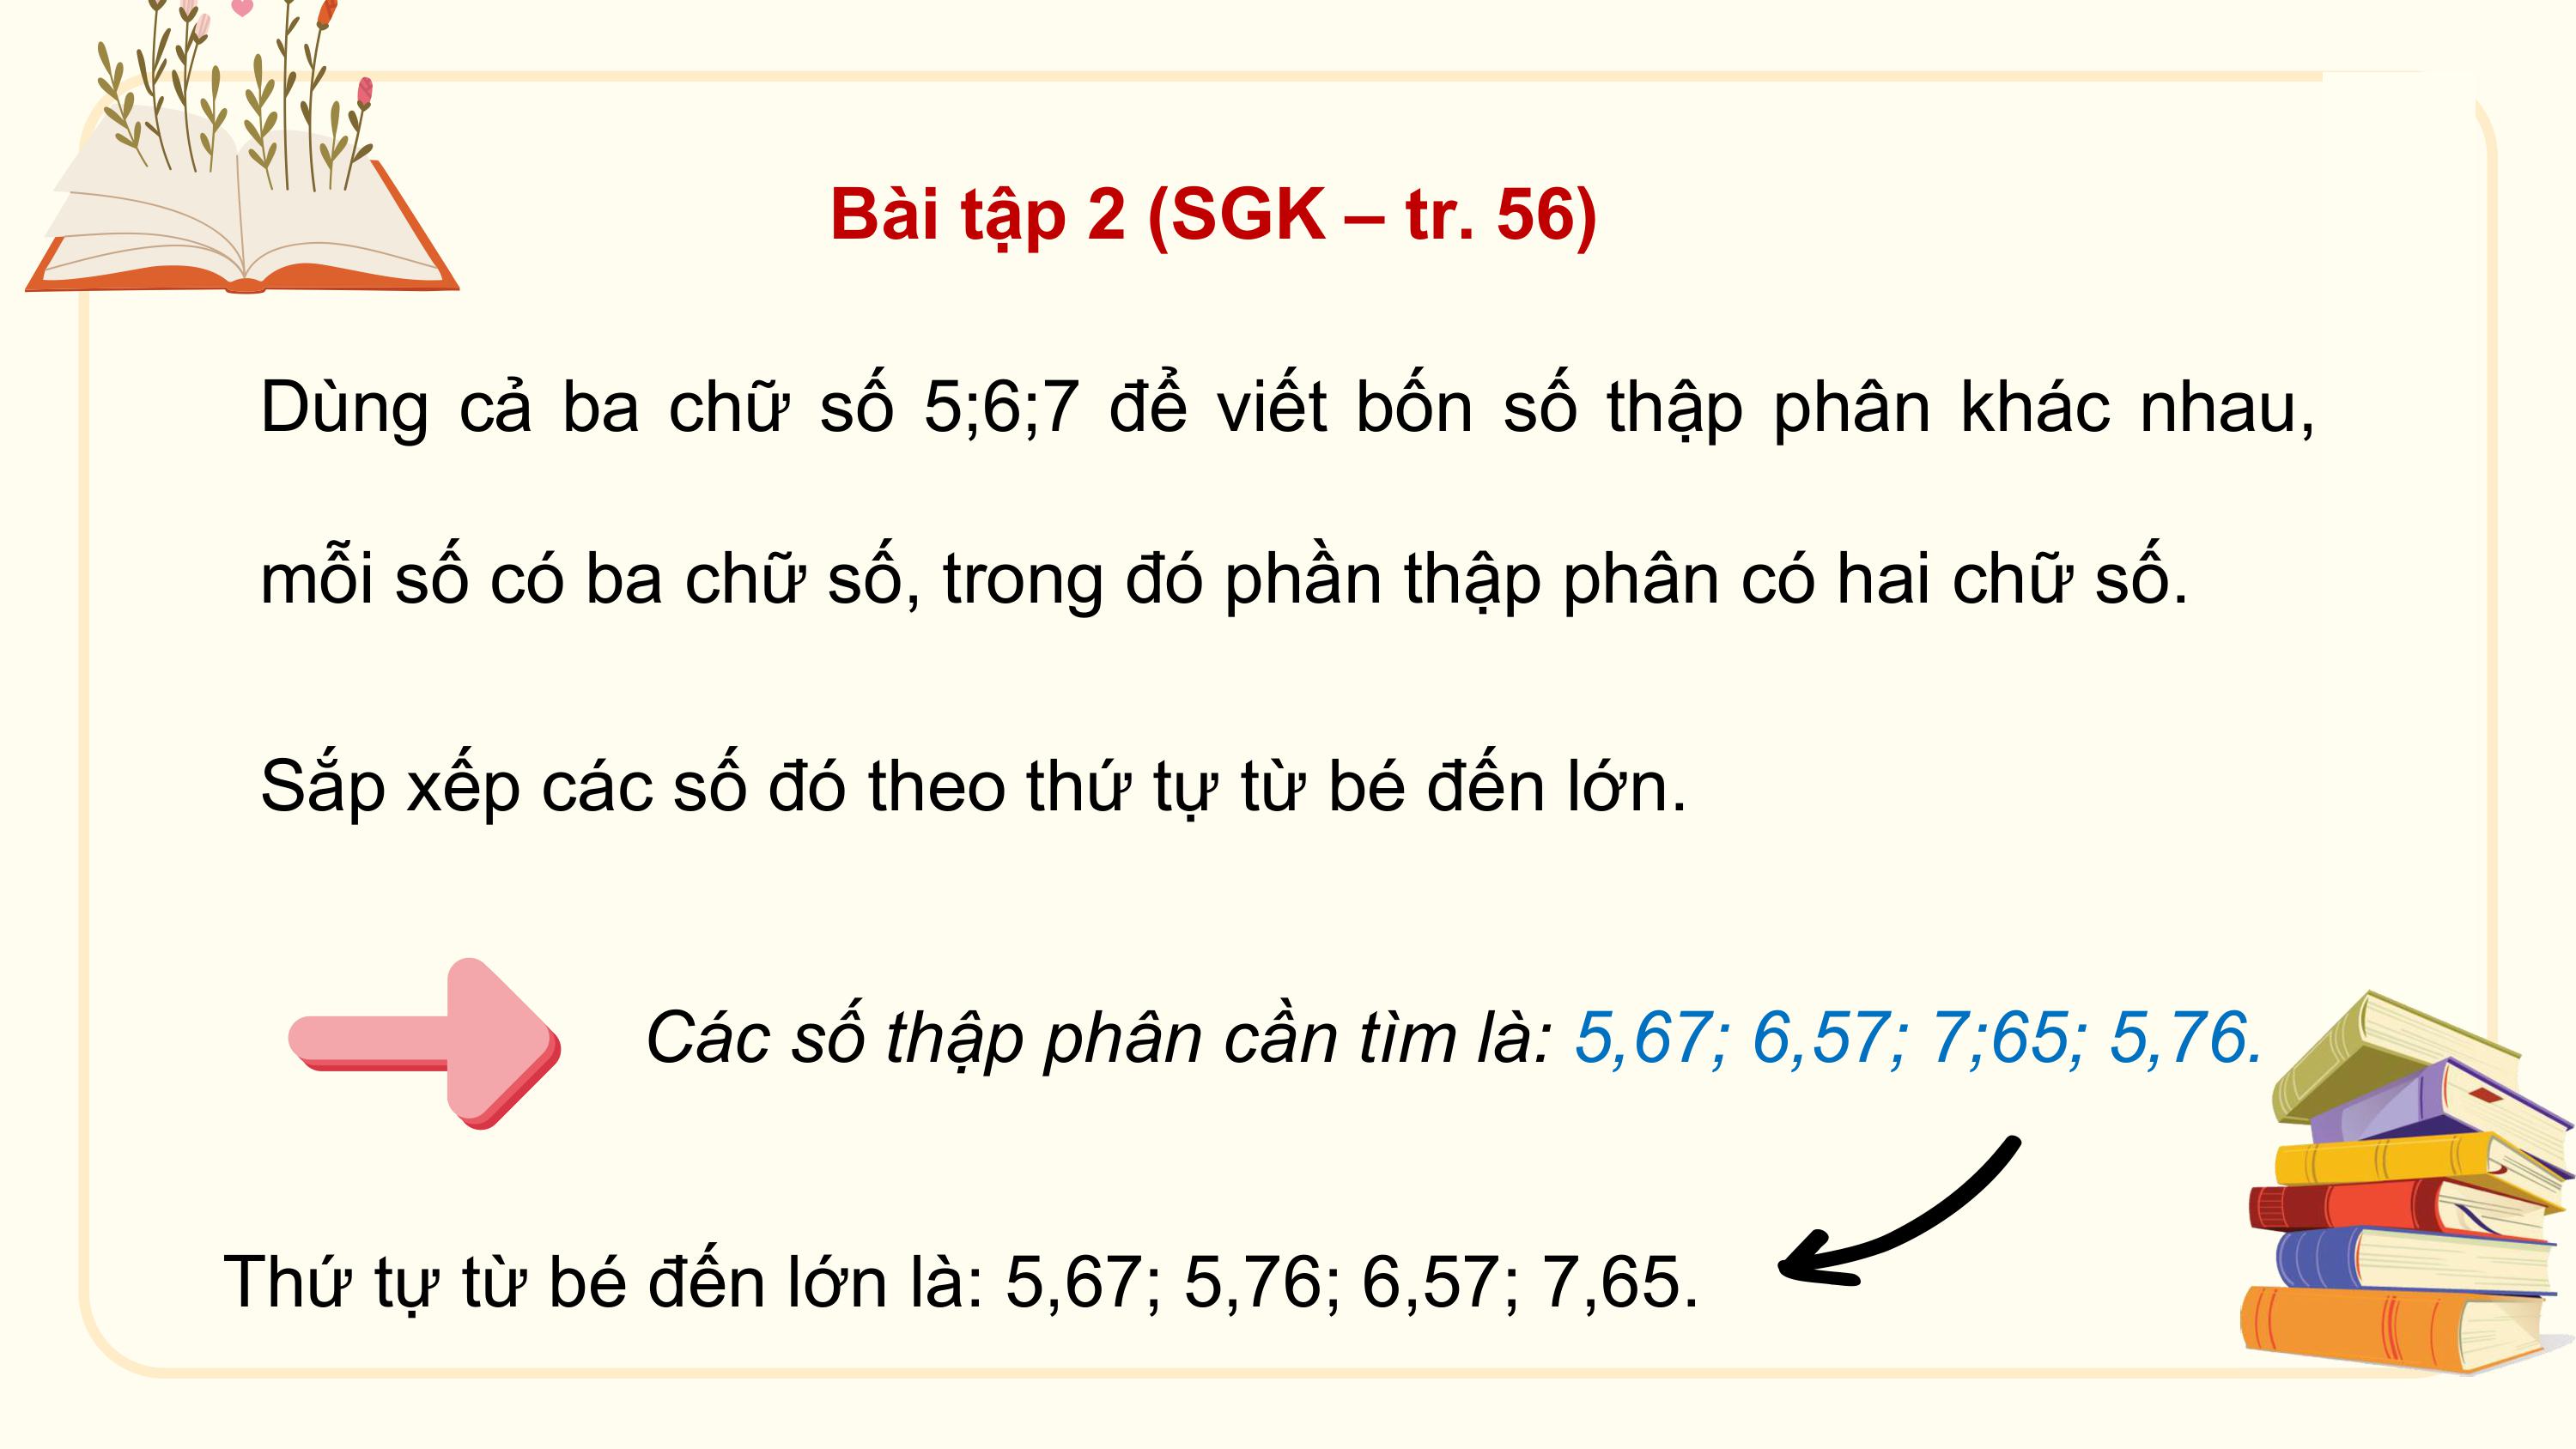 Bài tập 2 (SGK – tr. 56)
Dùng cả ba chữ số 5;6;7 để viết bốn số thập phân khác nhau,
mỗi số có ba chữ số, trong đó phần thập phân có hai chữ số.
Sắp xếp các số đó theo thứ tự từ bé đến lớn.
Các số thập phân cần tìm là: 5,67; 6,57; 7;65; 5,76.
Thứ tự từ bé đến lớn là: 5,67; 5,76; 6,57; 7,65.